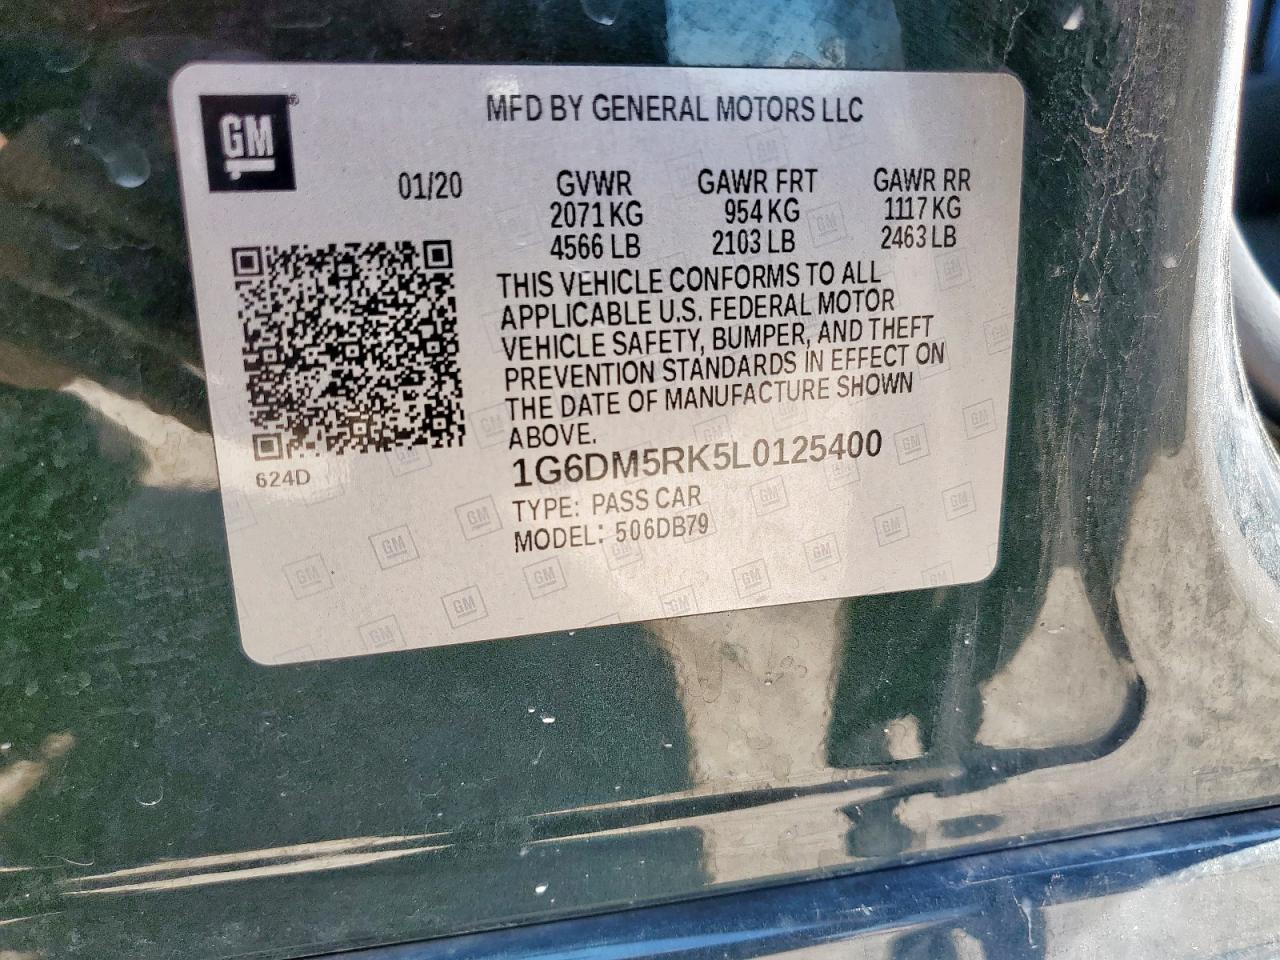 GM
MFD BY GENERAL MOTORS LLC
01/20
GVWR GAWR FRT GAWR RR
2071 KG 954 KG 1117 KG
4566 LB 2103 LB 2463 LB
THIS VEHICLE CONFORMS TO ALL
APPLICABLE U.S. FEDERAL MOTOR
VEHICLE SAFETY, BUMPER, AND THEFT
PREVENTION STANDARDS IN EFFECT ON
THE DATE OF MANUFACTURE SHOWN
ABOVE.
624D
1G6DM5RK5L0125400
TYPE: PASS CAR
MODEL: 506DB79